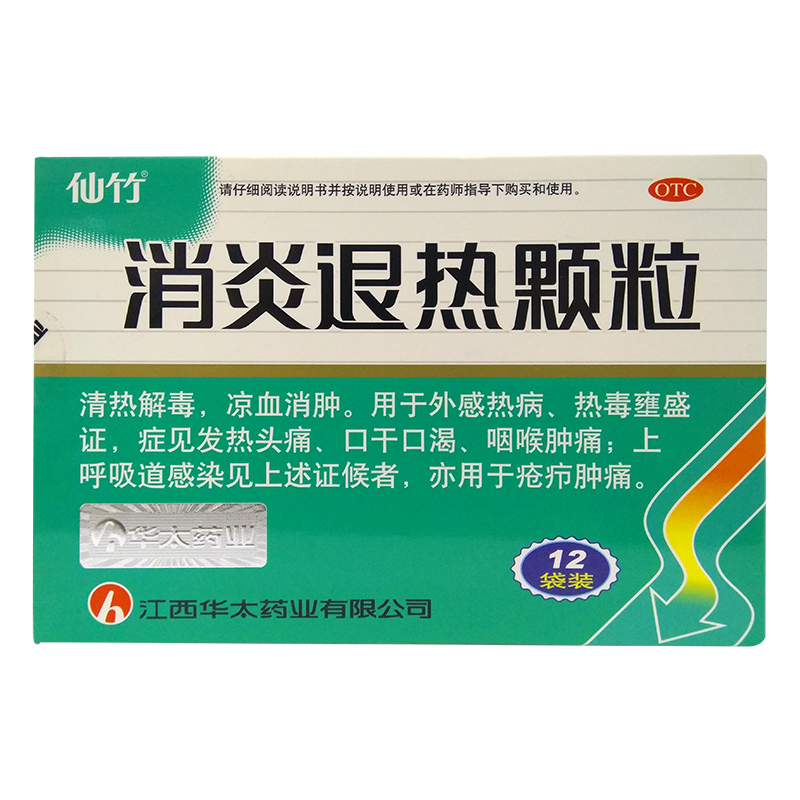 仙竹®
请仔细阅读说明书并按说明使用或在药师指导下购买和使用。
OTC
消炎退热颗粒
清热解毒，凉血消肿。用于外感热病、热毒壅盛
证，症见发热头痛、口干口渴、咽喉肿痛；上
呼吸道感染见上述证候者，亦用于疮疖肿痛。
华太药业
12
袋装
江西华太药业有限公司